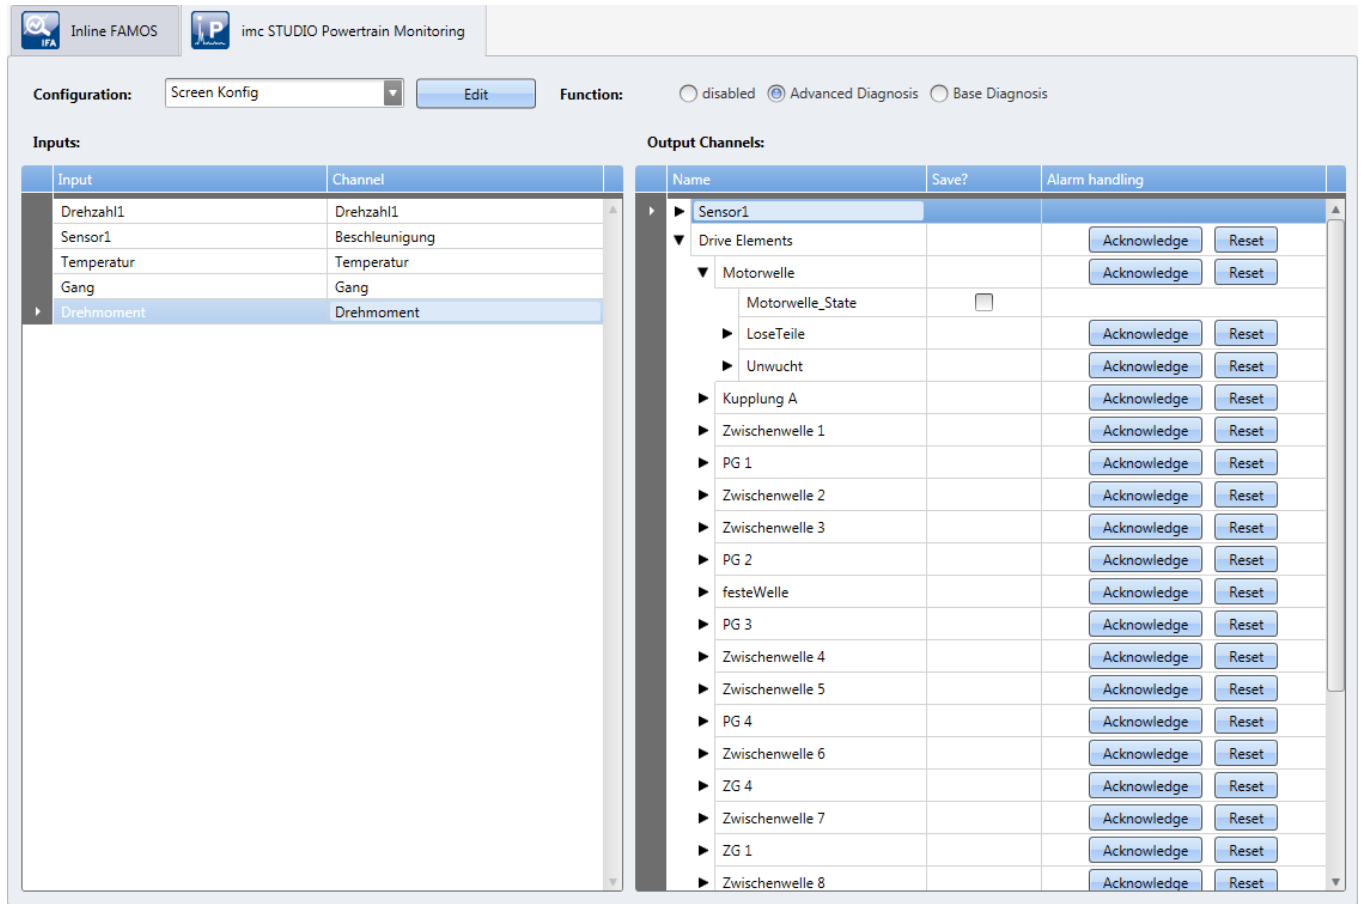 IFA Inline FAMOS P imc STUDIO Powertrain Monitoring
Configuration: Screen Konfig Edit Function: disabled Advanced Diagnosis Base Diagnosis
Inputs: Output Channels:
Input Channel
Drehzahl1 Drehzahl1
Sensor1 Beschleunigung
Temperatur Temperatur
Gang Gang
Drehmoment Drehmoment
Name Save? Alarm handling
Sensor1
Drive Elements Acknowledge Reset
Motorwelle Acknowledge Reset
Motorwelle_State
LoseTeile Acknowledge Reset
Unwucht Acknowledge Reset
Kupplung A Acknowledge Reset
Zwischenwelle 1 Acknowledge Reset
PG 1 Acknowledge Reset
Zwischenwelle 2 Acknowledge Reset
Zwischenwelle 3 Acknowledge Reset
PG 2 Acknowledge Reset
festeWelle Acknowledge Reset
PG 3 Acknowledge Reset
Zwischenwelle 4 Acknowledge Reset
Zwischenwelle 5 Acknowledge Reset
PG 4 Acknowledge Reset
Zwischenwelle 6 Acknowledge Reset
ZG 4 Acknowledge Reset
Zwischenwelle 7 Acknowledge Reset
ZG 1 Acknowledge Reset
Zwischenwelle 8 Acknowledge Reset